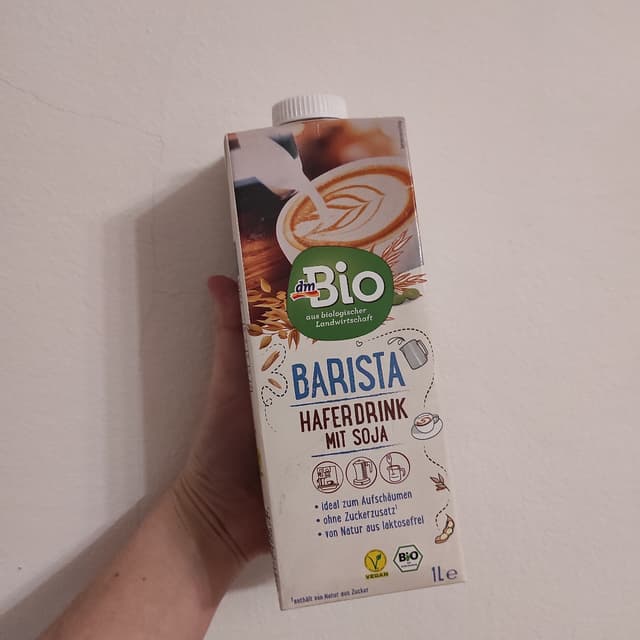 dm Bio
aus biologischer
Landwirtschaft
BARISTA
HAFERDRINK
MIT SOJA
• ideal zum Aufschäumen
• ohne Zuckerzusatz¹
• von Natur aus laktosefrei
V
VEGAN
Bio
1L e
¹enthält von Natur aus Zucker